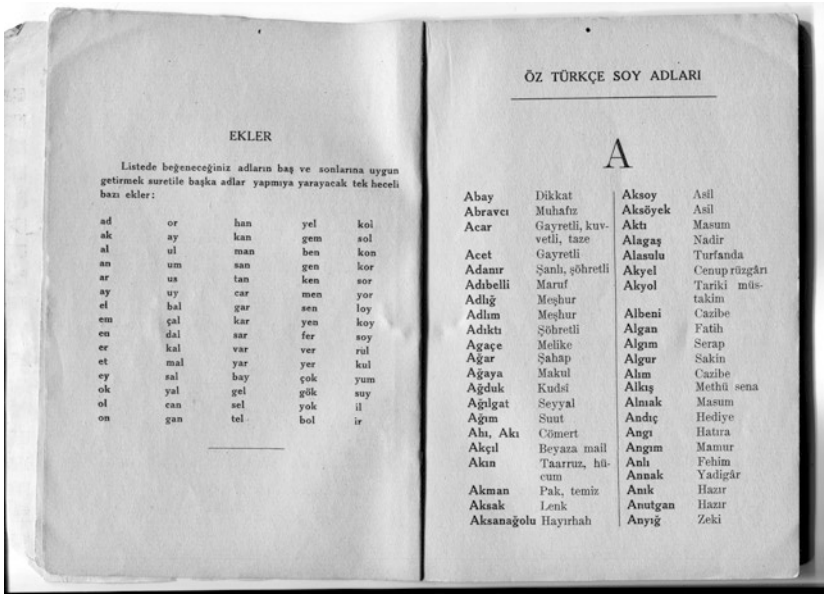 EKLER
Listede beğeneceğiniz adların baş ve sonlarına uygun
getirmek suretile başka adlar yapmıya yarayacak tek heceli
bazı ekler:
ad or han yel kol
ak ay kan gem sol
al ul man ben kon
an um san gen kor
ar us tan ken sor
ay uy car men yor
el bal gar sen loy
em çal kar yen koy
en dal sar fer soy
er kal var ver rül
et mal yar yer kul
ey sal bay çok yum
ok yal gel gök suy
ol can sel yok il
on gan tel bol ir
ÖZ TÜRKÇE SOY ADLARI
A
Abay Dikkat
Abravcı Muhafız
Acar Gayretli, kuv-
vetli, taze
Acet Gayretli
Adanır Şanlı, şöhretli
Adıbelli Maruf
Adlığ Meşhur
Adlım Meşhur
Adıktı Şöhretli
Agaçe Melike
Ağar Şahap
Ağaya Makul
Ağduk Kudsî
Ağılgat Seyyal
Ağım Suut
Ahı, Akı Cömert
Akçıl Beyaza mail
Akın Taarruz, hü-
cum
Akman Pak, temiz
Aksak Lenk
Aksanağolu Hayırhah
Aksoy Asil
Aksöyek Asil
Aktı Masum
Alagaş Nadir
Alasulu Turfanda
Akyel Cenup rüzgârı
Akyol Tariki müs-
takim
Albeni Cazibe
Algan Fatih
Algım Serap
Algur Sakin
Alım Cazibe
Alkış Methü sena
Almak Masum
Andıç Hediye
Angı Hatıra
Angım Mamur
Anlı Fehim
Annak Yadigâr
Anık Hazır
Anutgan Hazır
Anyığ Zeki